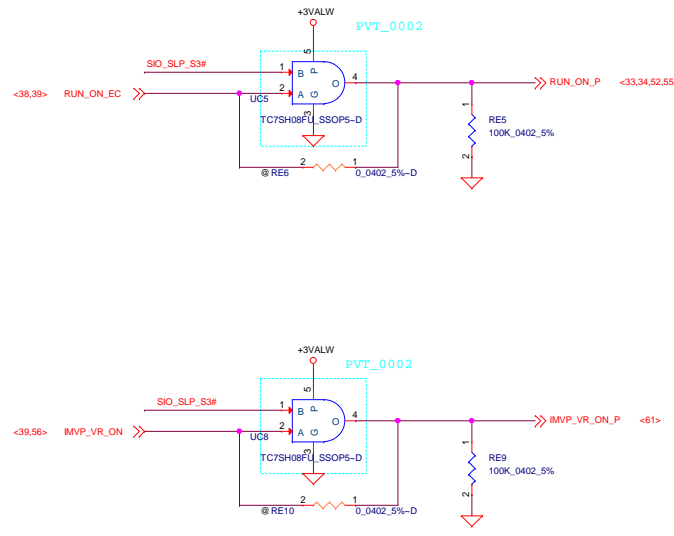 +3VALW
PVT_0002
SIO_SLP_S3#
5
1
B
P
O
4
<38,39>
RUN_ON_EC
2
A
G
UC5
3
TC7SH08FU_SSOP5~D
RUN_ON_P
<33,34,52,55
1
RE5
100K_0402_5%
2
2
1
@RE6
0_0402_5%~D
+3VALW
PVT_0002
SIO_SLP_S3#
5
1
B
P
O
4
<39,56>
IMVP_VR_ON
2
A
G
UC8
3
TC7SH08FU_SSOP5~D
IMVP_VR_ON_P
<61>
1
RE9
100K_0402_5%
2
2
1
@RE10
0_0402_5%~D